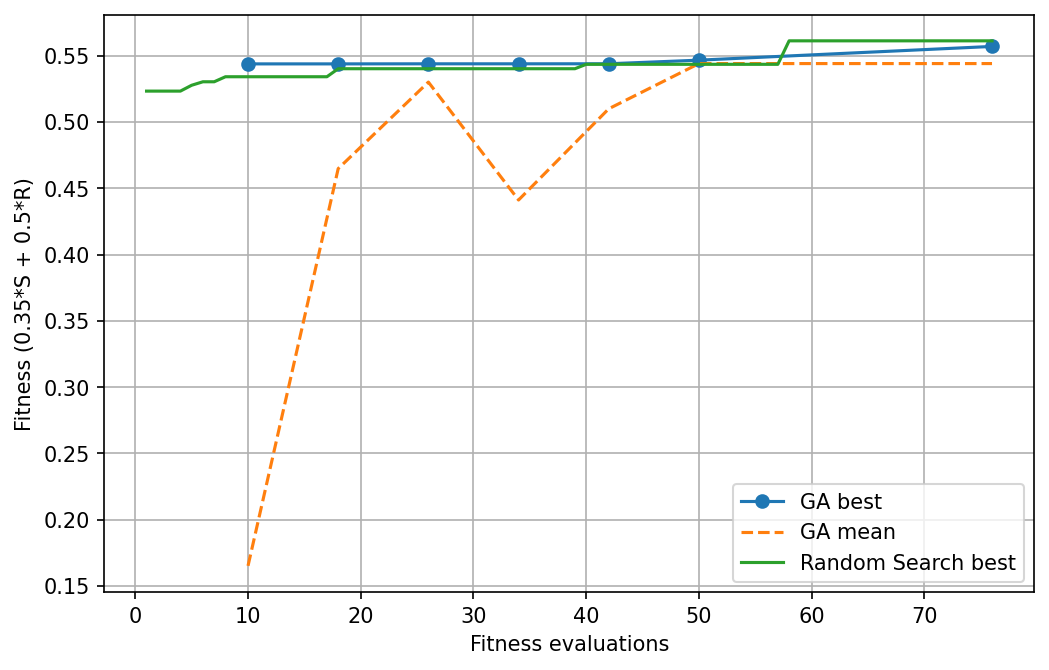 Fitness (0.35*S + 0.5*R)
0.55
0.50
0.45
0.40
0.35
0.30
0.25
0.20
0.15
GA best
GA mean
Random Search best
0 10 20 30 40 50 60 70
Fitness evaluations